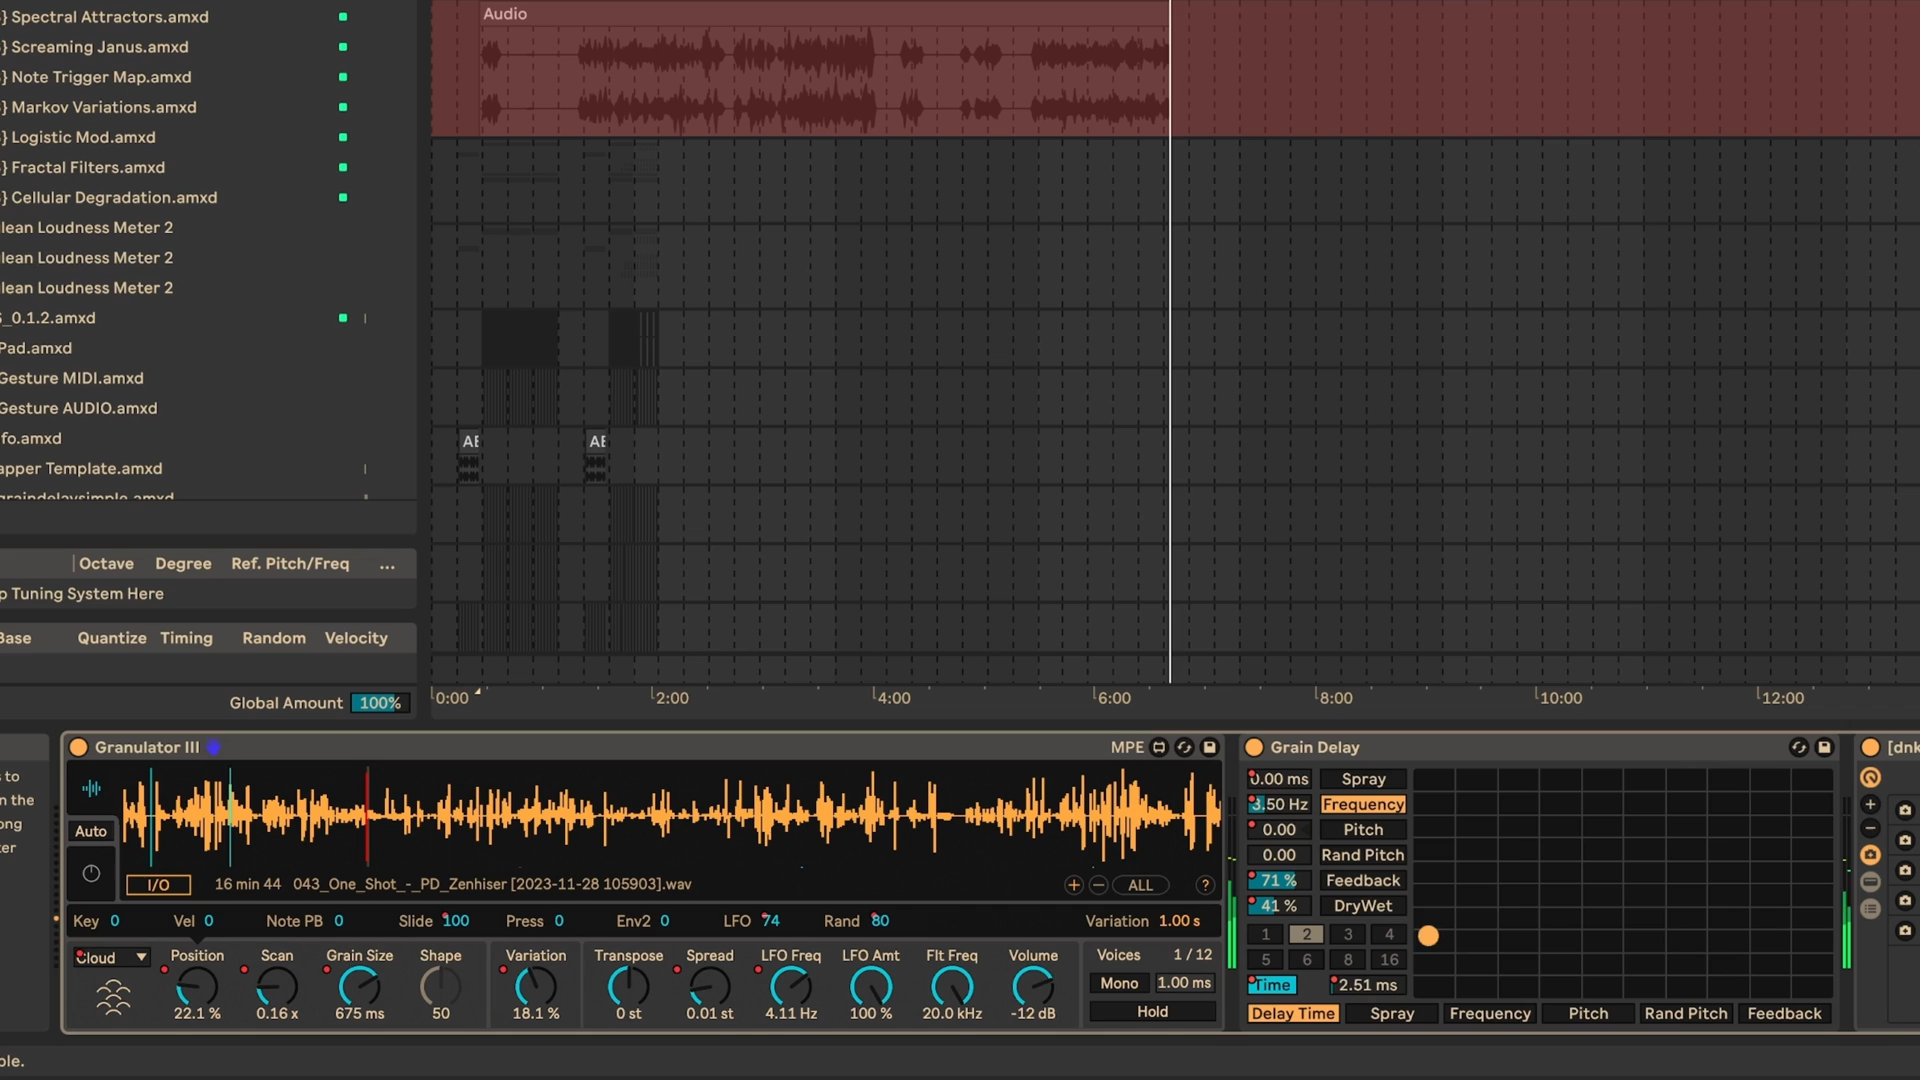 Spectral Attractors.amxd
Screaming Janus.amxd
Note Trigger Map.amxd
Markov Variations.amxd
Logistic Mod.amxd
Fractal Filters.amxd
Cellular Degradation.amxd
lean Loudness Meter 2
lean Loudness Meter 2
lean Loudness Meter 2
_0.1.2.amxd
Pad.amxd
Gesture MIDI.amxd
Gesture AUDIO.amxd
fo.amxd
apper Template.amxd
graindelaysimple.amxd
Octave Degree Ref. Pitch/Freq ...
p Tuning System Here
Base Quantize Timing Random Velocity
Global Amount 100%
Audio
AE AE
0:00 2:00 4:00 6:00 8:00 10:00 12:00
s to
n the
ong
ter
Granulator III MPE
Auto
I/O 16 min 44 043_One_Shot_-_PD_Zenhiser [2023-11-28 105903].wav + − ALL ?
Key 0 Vel 0 Note PB 0 Slide 100 Press 0 Env2 0 LFO 74 Rand 80 Variation 1.00 s
Cloud Position Scan Grain Size Shape Variation Transpose Spread LFO Freq LFO Amt Flt Freq Volume Voices 1 / 12
Mono 1.00 ms
22.1 % 0.16 x 675 ms 50 18.1 % 0 st 0.01 st 4.11 Hz 100 % 20.0 kHz -12 dB Hold
Grain Delay
0.00 ms Spray
3.50 Hz Frequency
0.00 Pitch
0.00 Rand Pitch
71 % Feedback
41 % DryWet
1 2 3 4
5 6 8 16
Time 2.51 ms
Delay Time Spray Frequency Pitch Rand Pitch Feedback
[dnk
ple.